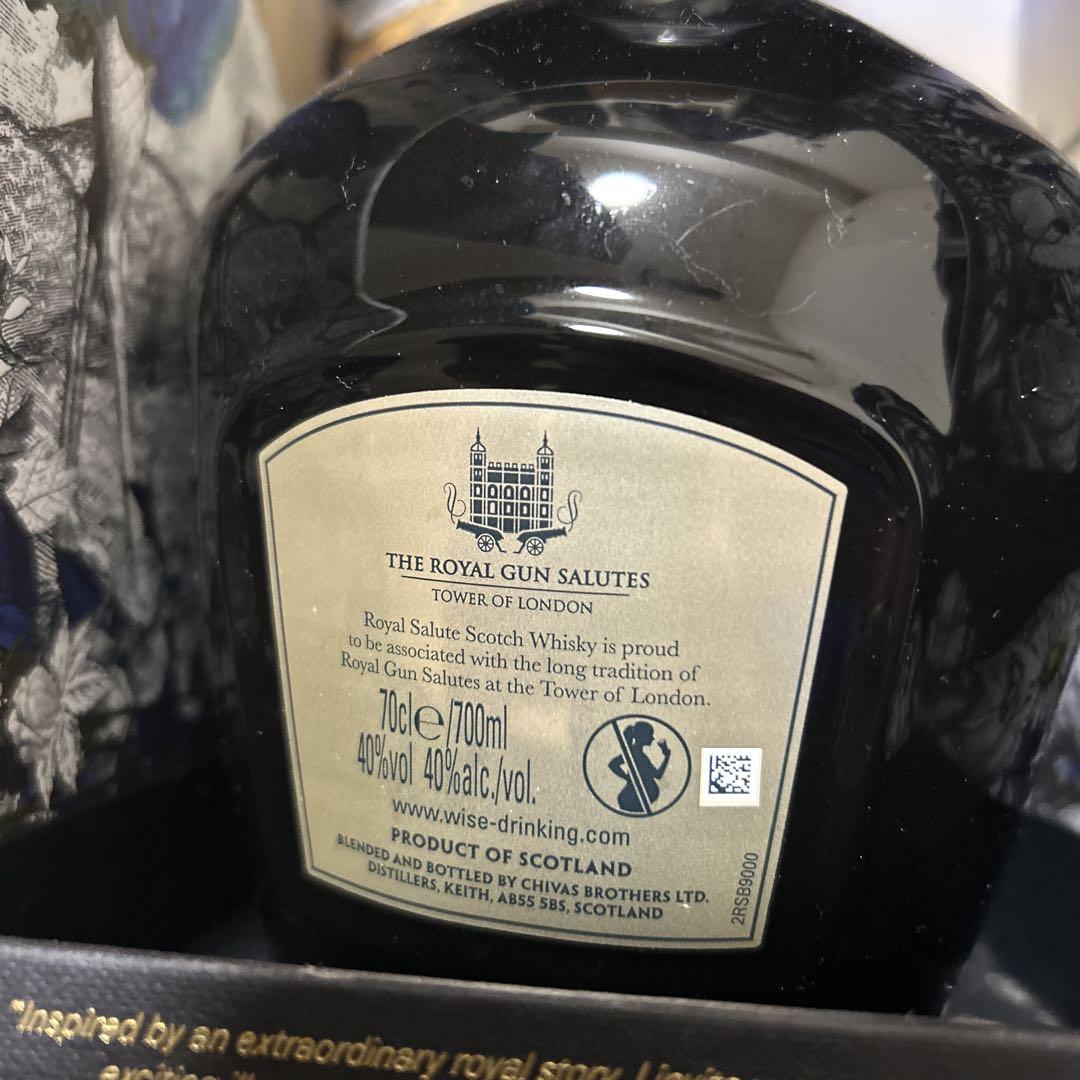 THE ROYAL GUN SALUTES
TOWER OF LONDON
Royal Salute Scotch Whisky is proud
to be associated with the long tradition of
Royal Gun Salutes at the Tower of London.
70cl℮/700ml
40%vol 40%alc./vol.
www.wise-drinking.com
PRODUCT OF SCOTLAND
BLENDED AND BOTTLED BY CHIVAS BROTHERS LTD.
DISTILLERS, KEITH, AB55 5BS, SCOTLAND
2RSB9000
"Inspired by an extraordinary royal story.